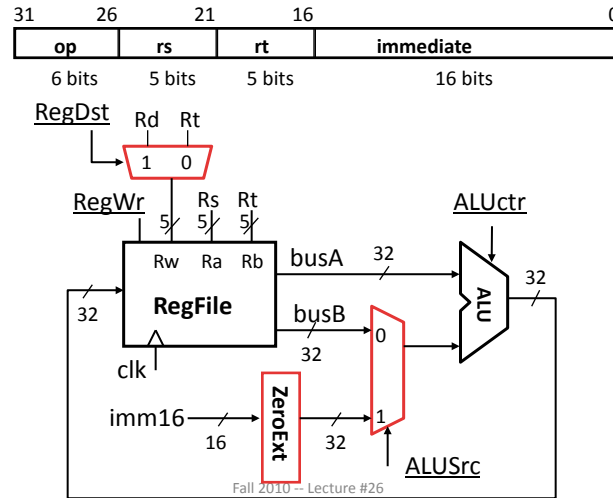 31 26 21 16 0
op rs rt immediate
6 bits 5 bits 5 bits 16 bits
RegDst
Rd Rt
1 0
RegWr
Rs Rt
ALUctr
5 5 5
busA 32
Rw Ra Rb
32
RegFile
ALU
32
busB
0
32
clk
imm16
16
ZeroExt
32
1
ALUSrc
Fall 2010 -- Lecture #26